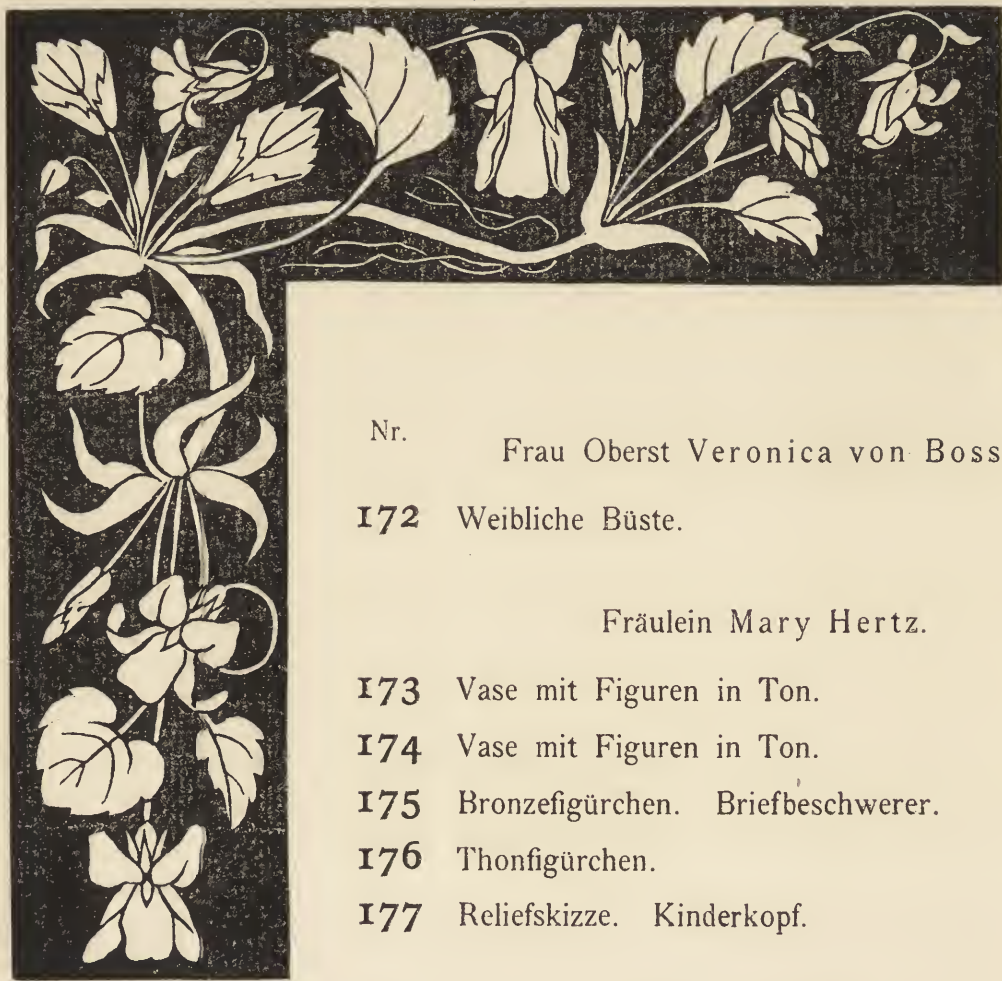 Nr.
Frau Oberst Veronica von Boss
172 Weibliche Büste.
Fräulein Mary Hertz.
173 Vase mit Figuren in Ton.
174 Vase mit Figuren in Ton.
175 Bronzefigürchen. Briefbeschwerer.
176 Thonfigürchen.
177 Reliefskizze. Kinderkopf.